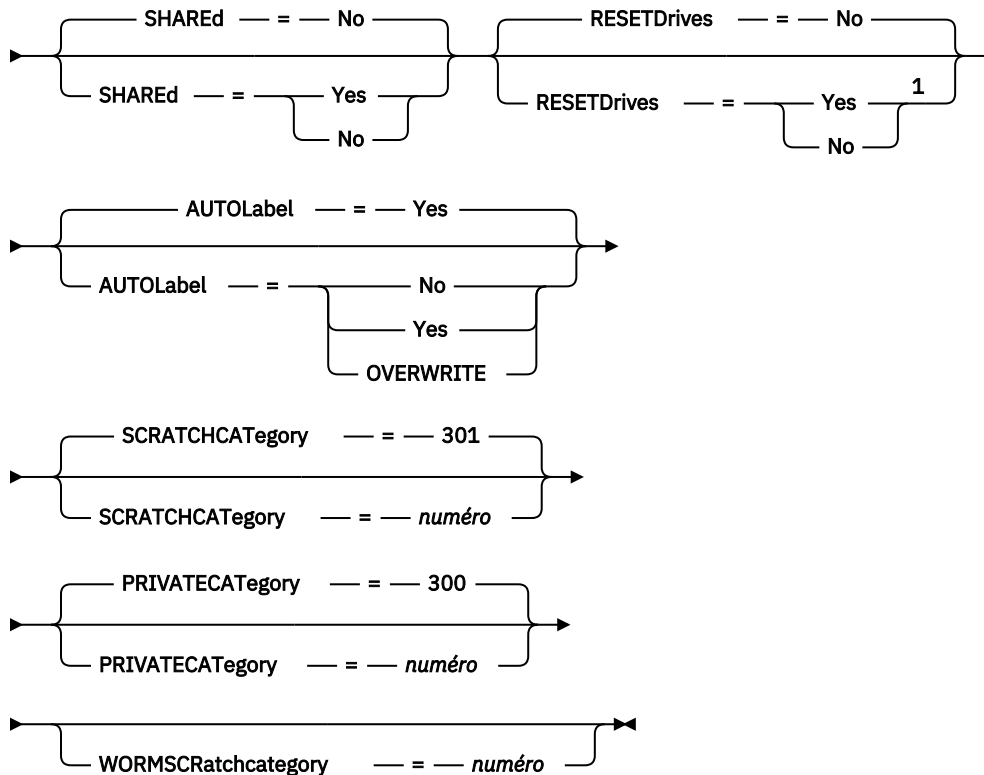 SHAREd = No RESETDrives = No
SHAREd = Yes RESETDrives = Yes 1
No No
AUTOLabel = Yes
AUTOLabel = No
Yes
OVERWRITE
SCRATCHCATegory = 301
SCRATCHCATegory = numéro
PRIVATECATegory = 300
PRIVATECATegory = numéro
WORMSCRatchcategory = numéro